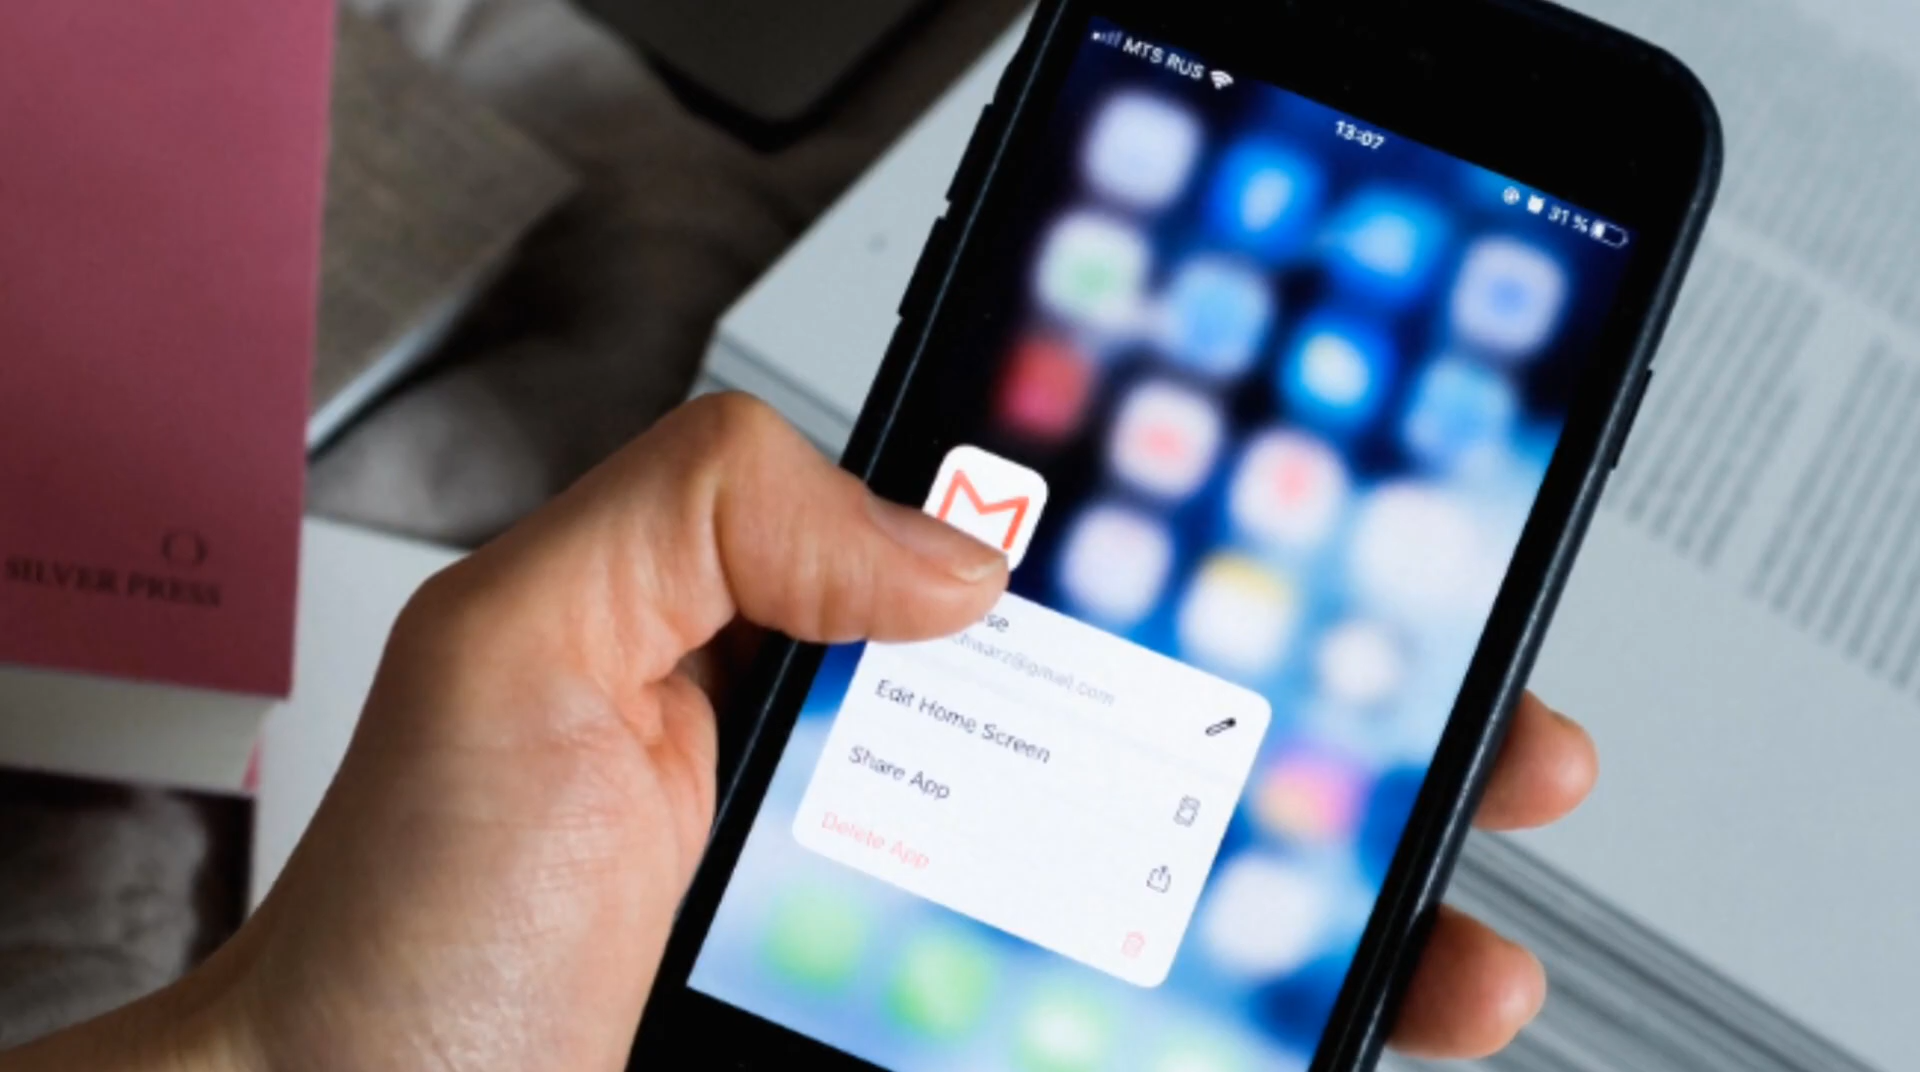 MTS RUS
13:07
31 %
SILVER PRESS
Edit Home Screen
Share App
Delete App